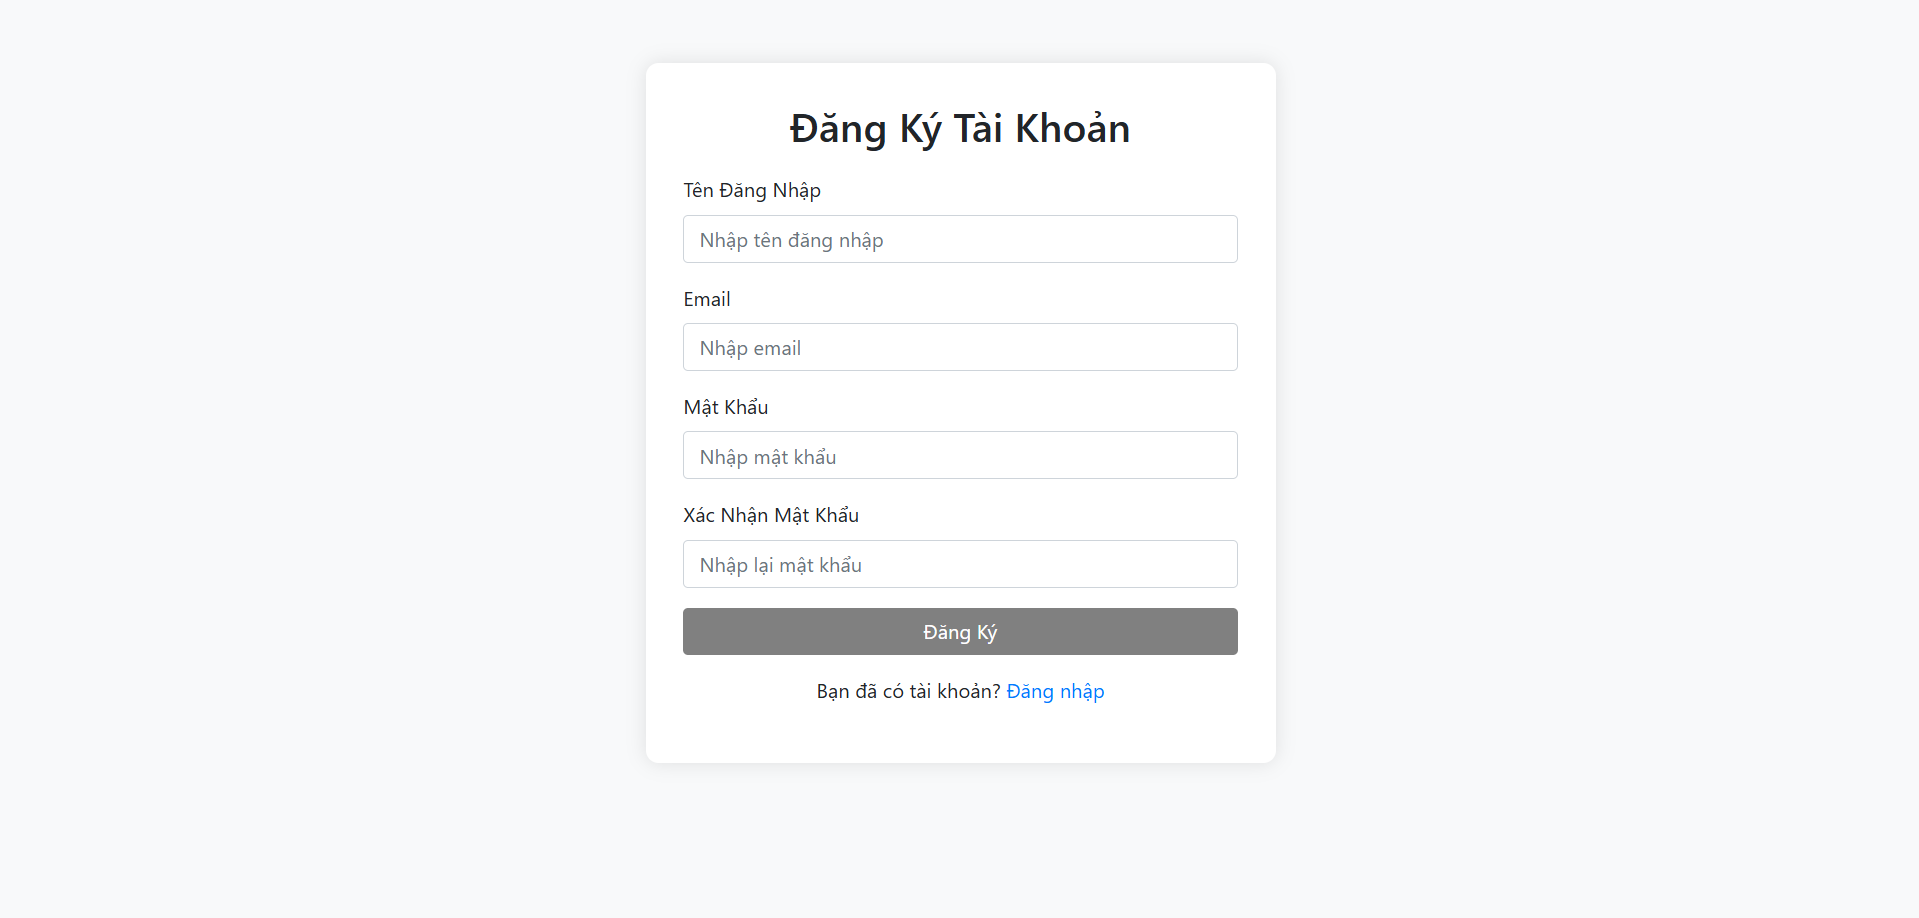 Đăng Ký Tài Khoản
Tên Đăng Nhập
Nhập tên đăng nhập
Email
Nhập email
Mật Khẩu
Nhập mật khẩu
Xác Nhận Mật Khẩu
Nhập lại mật khẩu
Đăng Ký
Bạn đã có tài khoản? Đăng nhập